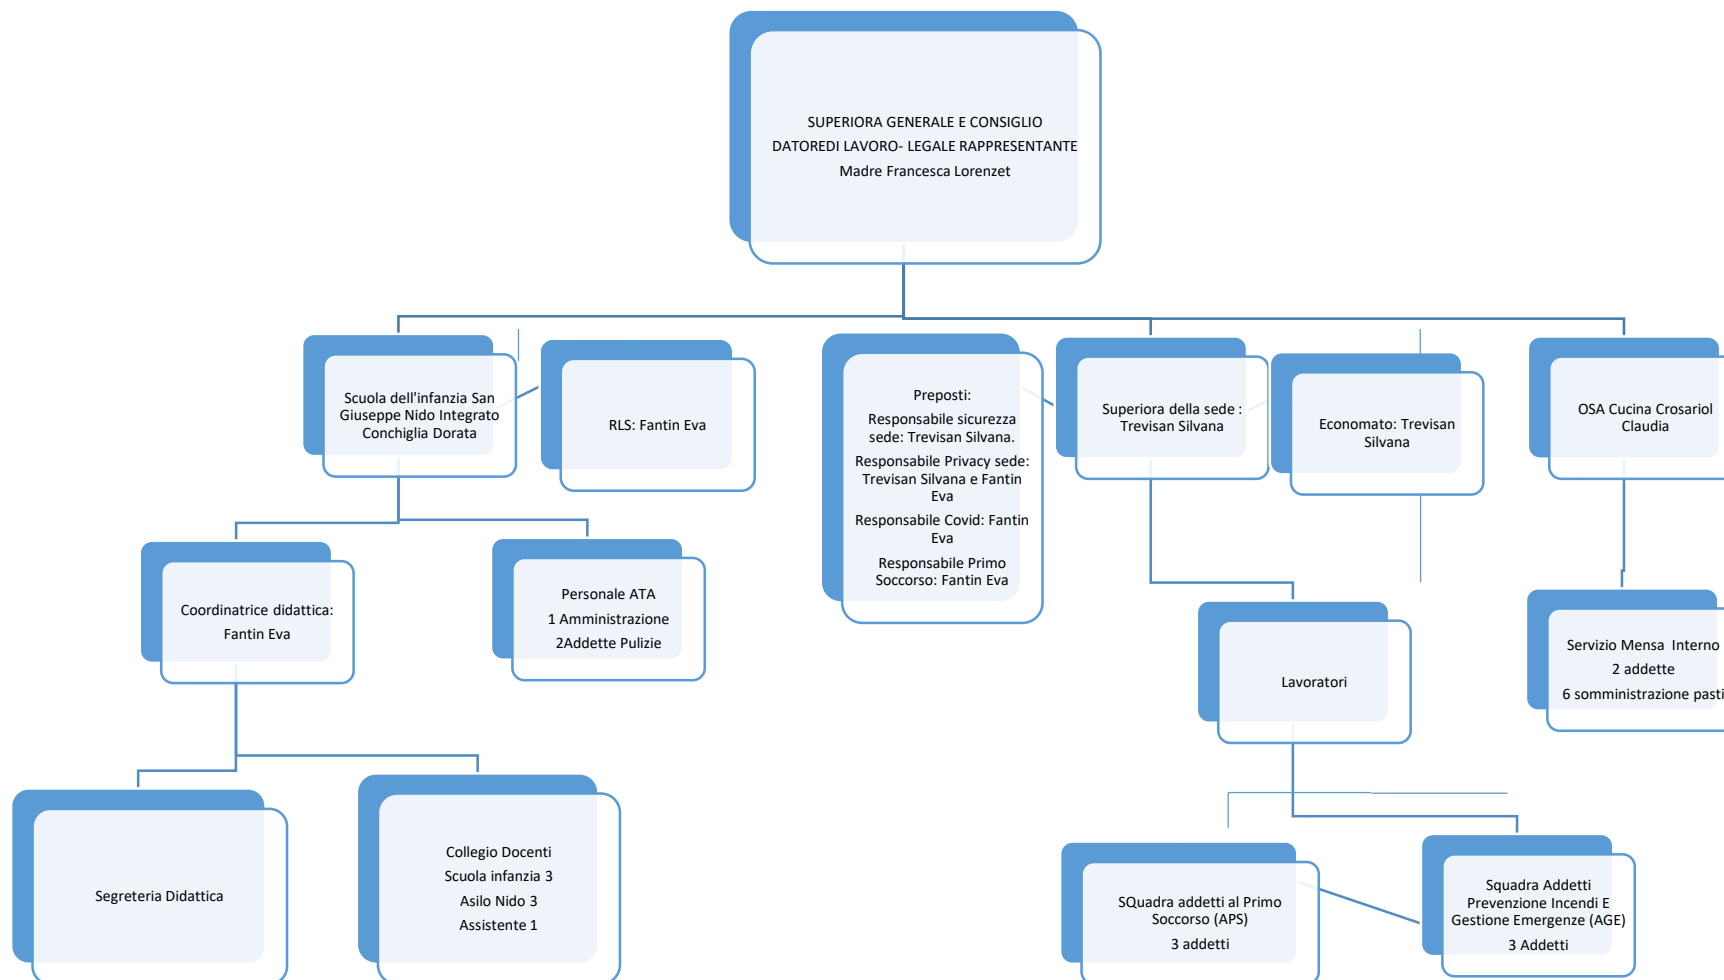 SUPERIORA GENERALE E CONSIGLIO
DATOREDI LAVORO- LEGALE RAPPRESENTANTE
Madre Francesca Lorenzet
Scuola dell'infanzia San
Giuseppe Nido Integrato
Conchiglia Dorata
RLS: Fantin Eva
Preposti:
Responsabile sicurezza
sede: Trevisan Silvana.
Responsabile Privacy sede:
Trevisan Silvana e Fantin
Eva
Responsabile Covid: Fantin
Eva
Responsabile Primo
Soccorso: Fantin Eva
Superiora della sede :
Trevisan Silvana
Economato: Trevisan
Silvana
OSA Cucina Crosariol
Claudia
Coordinatrice didattica:
Fantin Eva
Personale ATA
1 Amministrazione
2Addette Pulizie
Lavoratori
Servizio Mensa  Interno
2 addette
6 somministrazione pasti
Segreteria Didattica
Collegio Docenti
Scuola infanzia 3
Asilo Nido 3
Assistente 1
SQuadra addetti al Primo
Soccorso (APS)
3 addetti
Squadra Addetti
Prevenzione Incendi E
Gestione Emergenze (AGE)
3 Addetti